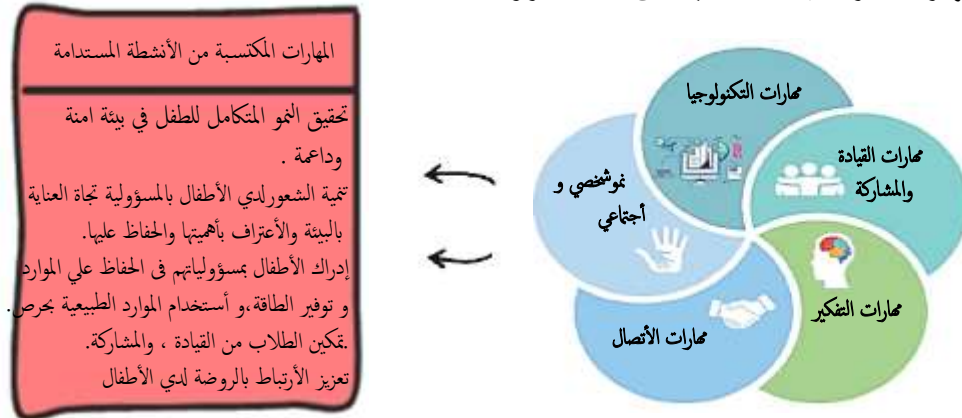 المهارات المكتسبة من الأنشطة المستدامة
تحقيق النمو المتكامل للطفل في بيئة امنة
وداعمة .
تنمية الشعورلدي الأطفال بالمسؤولية تجاة العناية
بالبيئة والأعتراف بأهميتها والحفاظ عليها.
إدراك الأطفال بمسؤولياتهم فى الحفاظ علي الموارد
و توفير الطاقة،و أستخدام الموارد الطبيعية بحرص.
.تمكين الطلاب من القيادة ، والمشاركة.
تعزيز الأرتباط بالروضة لدي الأطفال
مهارات التكنولوجيا
مهارات القيادة
والمشاركة
نموشخصي و
أجتماعي
مهارات التفكير
مهارات الأتصال